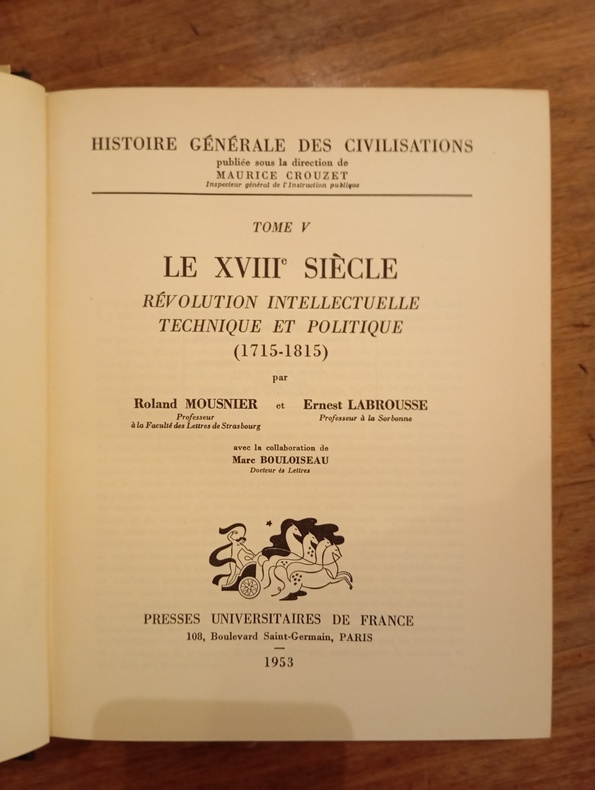 HISTOIRE GÉNÉRALE DES CIVILISATIONS
publiée sous la direction de
MAURICE CROUZET
Inspecteur général de l'Instruction publique
TOME V
LE XVIIIe SIÈCLE
RÉVOLUTION INTELLECTUELLE
TECHNIQUE ET POLITIQUE
(1715-1815)
par
Roland MOUSNIER et Ernest LABROUSSE
Professeur Professeur à la Sorbonne
à la Faculté des Lettres de Strasbourg
avec la collaboration de
Marc BOULOISEAU
Docteur ès Lettres
PRESSES UNIVERSITAIRES DE FRANCE
108, Boulevard Saint-Germain, PARIS
—
1953